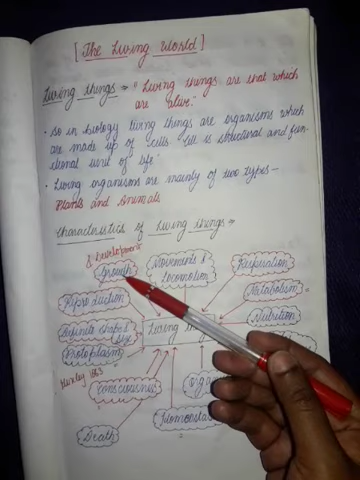 [ The Living World ]
Living things ⇒ "Living things are that which
are alive."
• So in biology living things are organisms which
are made up of cells. Cell is structural and fun-
ctional unit of life.
• Living organisms are mainly of two types—
Plants and Animals
Characteristics of Living things ⇒
& Development
Growth
Movements &
Locomotion
Respiration
Reproduction
Metabolism
Definite shape &
size
Nutrition
Living
Protoplasm
Huxley 1863
Consciousness
Homeostas
Death